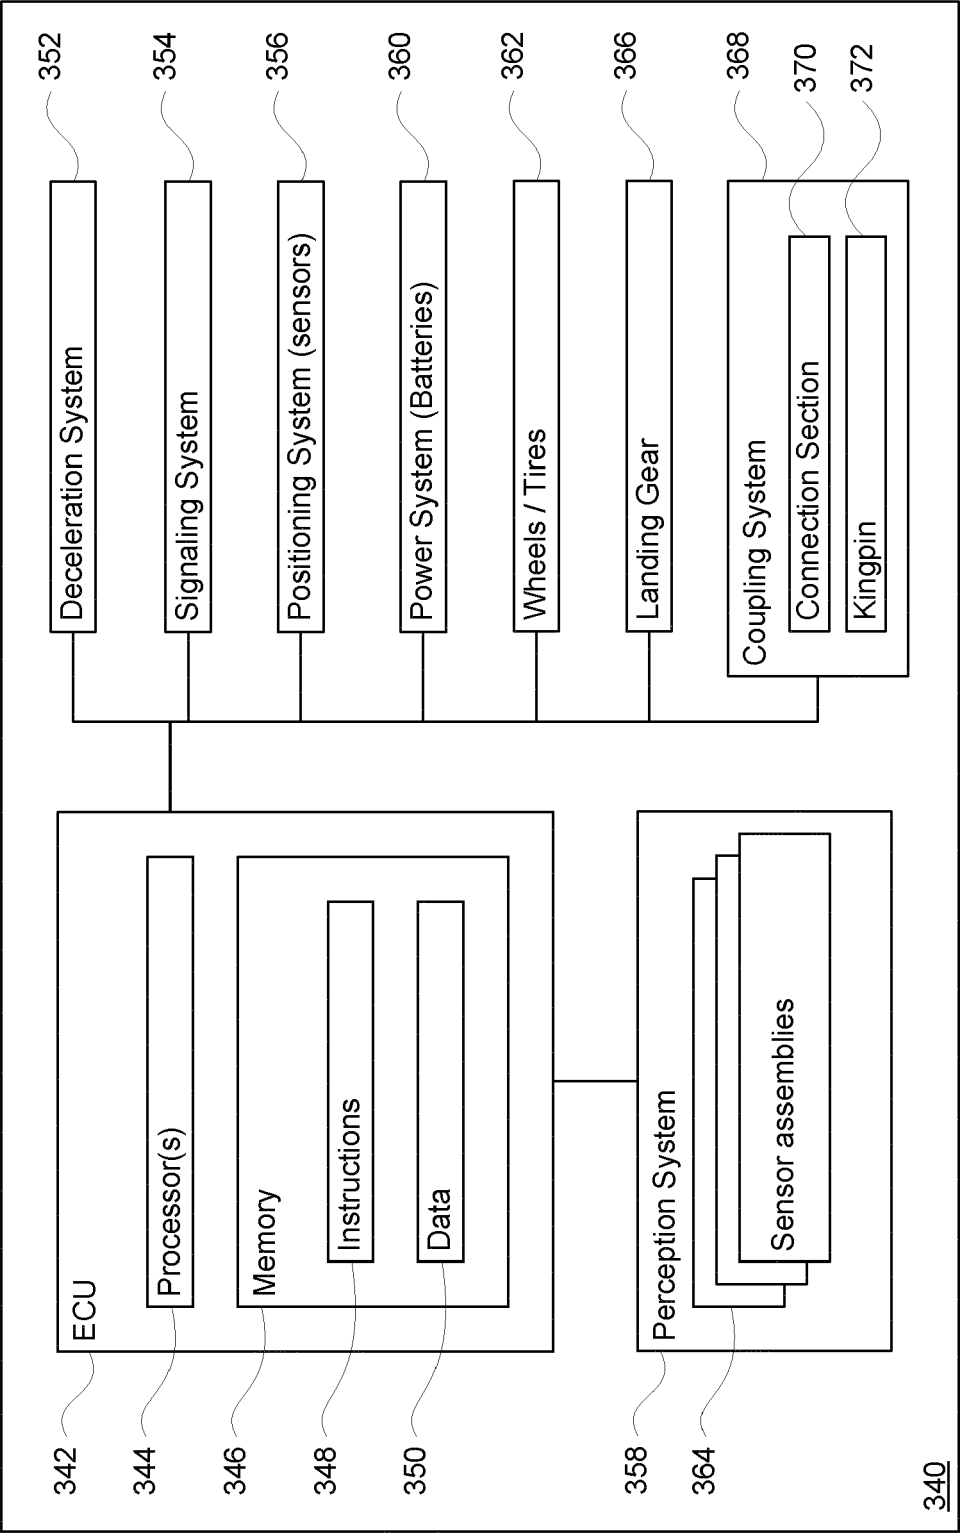 342
ECU
344
Processor(s)
346
Memory
348
Instructions
350
Data
358
Perception System
364
Sensor assemblies
Deceleration System
352
Signaling System
354
Positioning System (sensors)
356
Power System (Batteries)
360
Wheels / Tires
362
Landing Gear
366
Coupling System
368
Connection Section
370
Kingpin
372
340